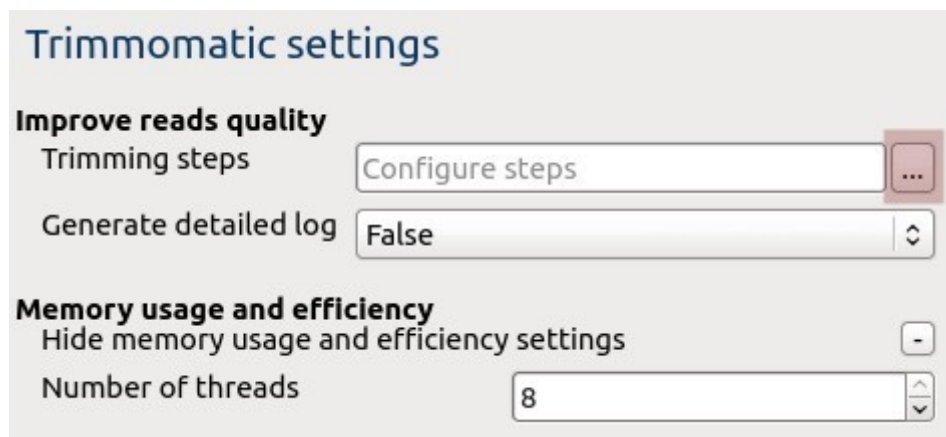 Trimmomatic settings
Improve reads quality
Trimming steps Configure steps ...
Generate detailed log False
Memory usage and efficiency
Hide memory usage and efficiency settings -
Number of threads 8